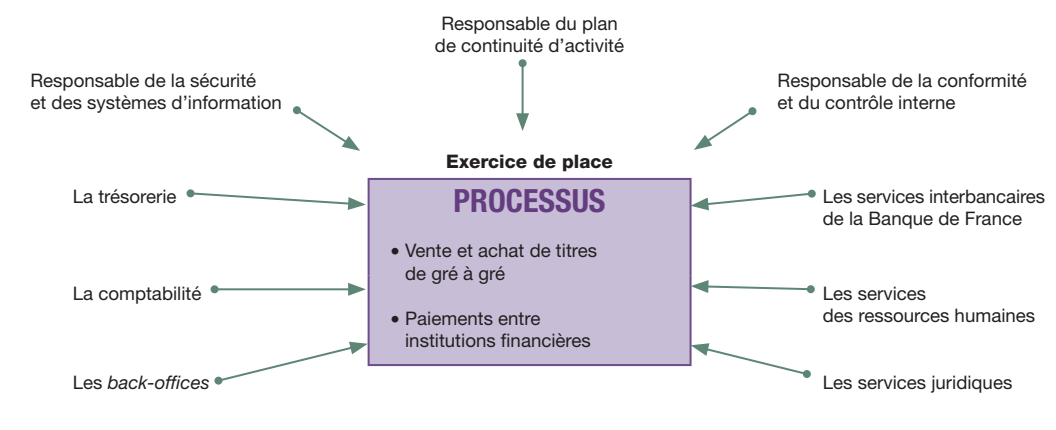 Responsable du plan
de continuité d'activité
Responsable de la sécurité
et des systèmes d'information
Responsable de la conformité
et du contrôle interne
Exercice de place
PROCESSUS
La trésorerie
Les services interbancaires
de la Banque de France
• Vente et achat de titres
de gré à gré
La comptabilité
Les services
des ressources humaines
• Paiements entre
institutions financières
Les back-offices
Les services juridiques